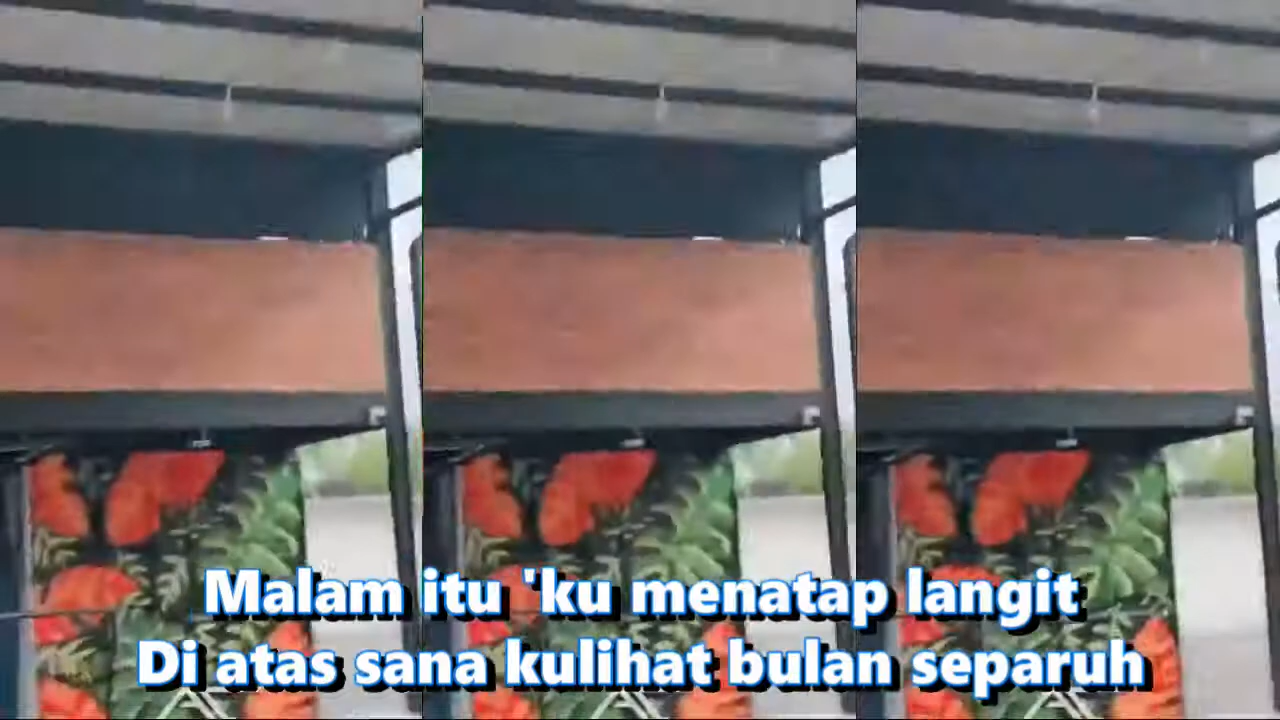 Malam itu 'ku menatap langit
Di atas sana kulihat bulan separuh